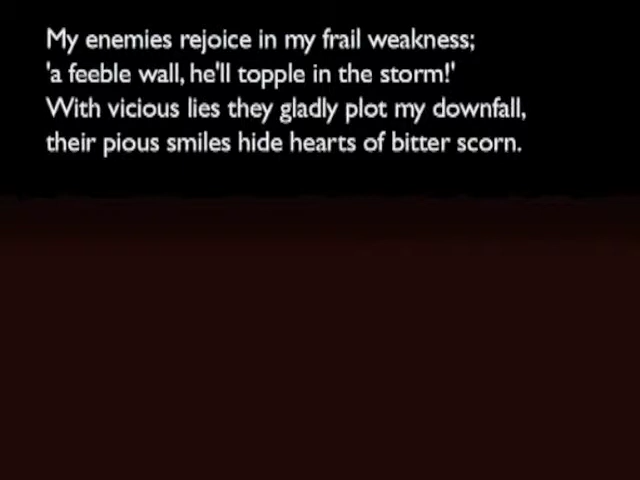 My enemies rejoice in my frail weakness;
'a feeble wall, he'll topple in the storm!'
With vicious lies they gladly plot my downfall,
their pious smiles hide hearts of bitter scorn.